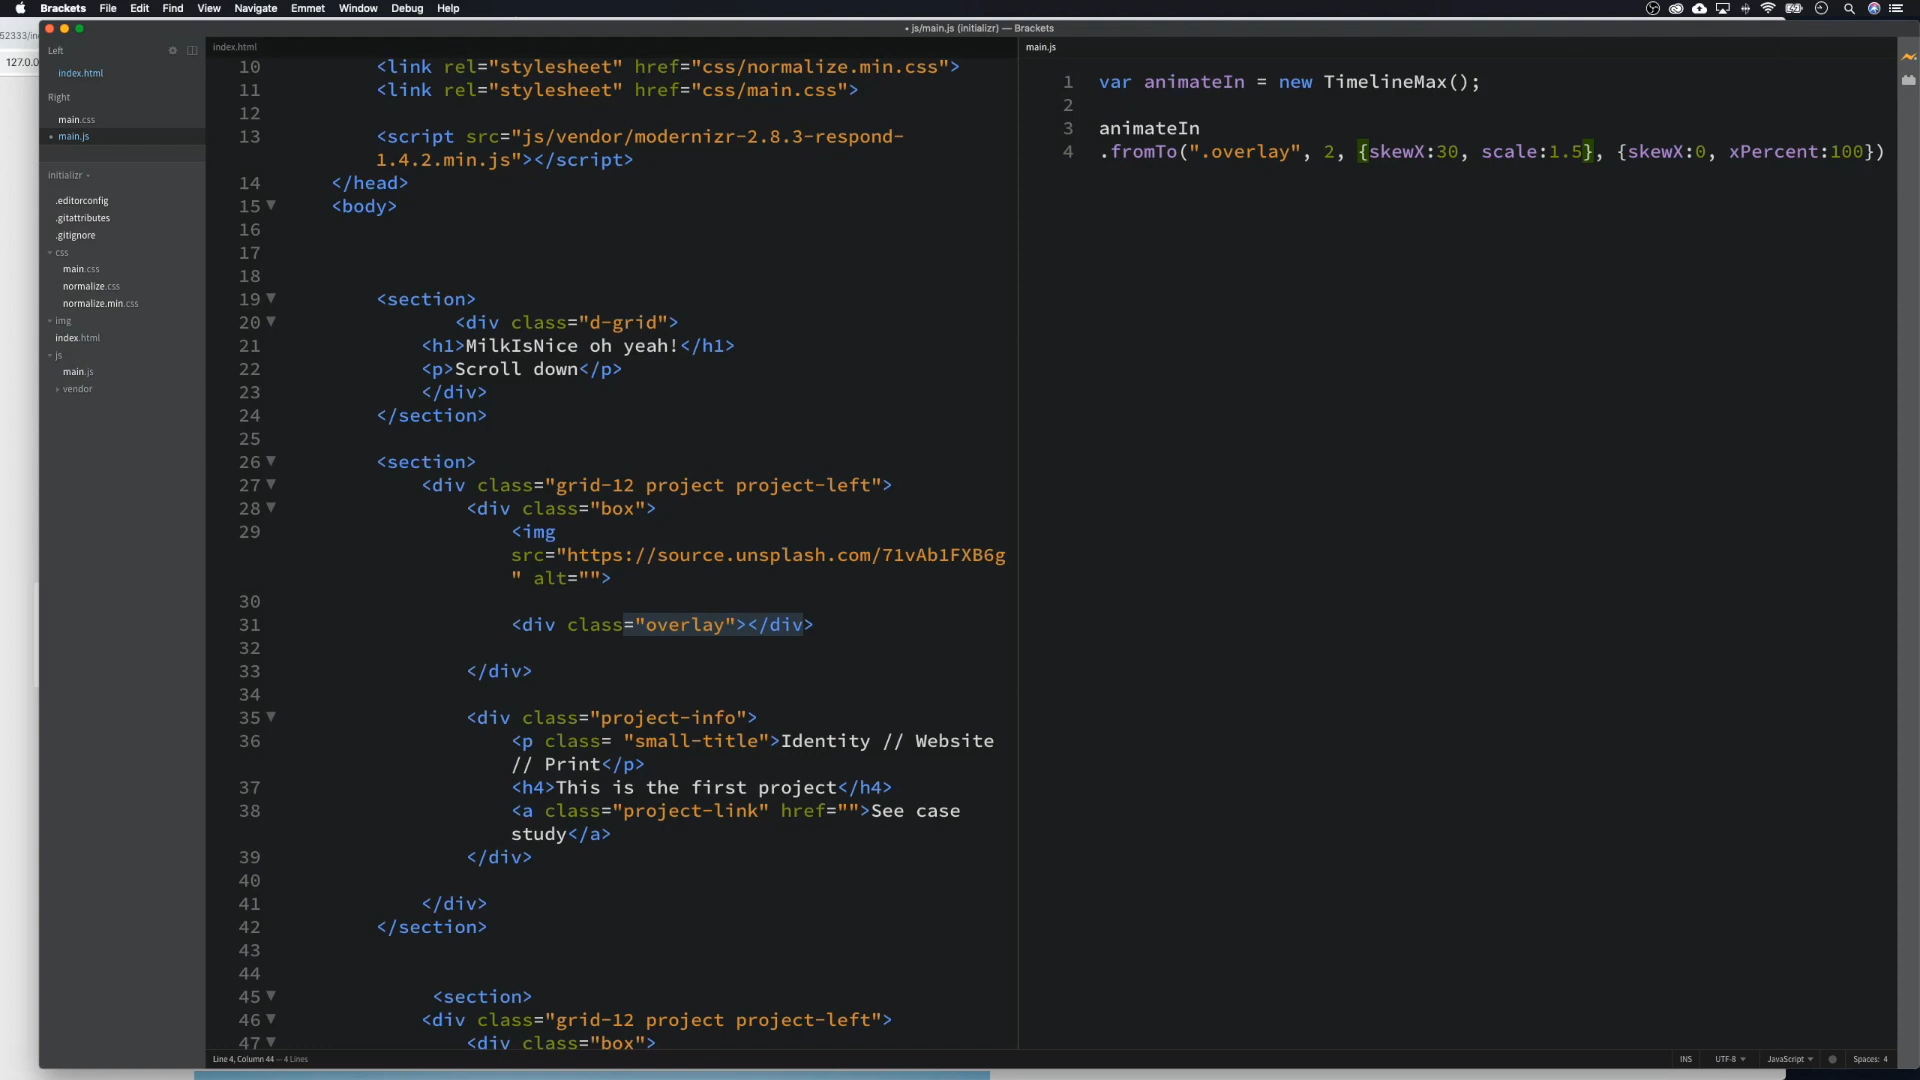 Brackets File Edit View Navigate Emmet Window Debug Help
Find
• js/main.js (initializr) — Brackets
52333/in
127.0.0
Left
index.html
Right
main.css
• main.js
initializr
.editorconfig
.gitattributes
.gitignore
css
main.css
normalize.css
normalize.min.css
img
index.html
js
main.js
vendor
index.html
10 <link rel="stylesheet" href="css/normalize.min.css">
11 <link rel="stylesheet" href="css/main.css">
12
13 <script src="js/vendor/modernizr-2.8.3-respond-
1.4.2.min.js"></script>
14 </head>
15 <body>
16
17
18
19 <section>
20 <div class="d-grid">
21 <h1>MilkIsNice oh yeah!</h1>
22 <p>Scroll down</p>
23 </div>
24 </section>
25
26 <section>
27 <div class="grid-12 project project-left">
28 <div class="box">
29 <img
src="https://source.unsplash.com/71vAb1FXB6g
" alt="">
30
31 <div class="overlay"></div>
32
33 </div>
34
35 <div class="project-info">
36 <p class= "small-title">Identity // Website
// Print</p>
37 <h4>This is the first project</h4>
38 <a class="project-link" href="">See case
study</a>
39 </div>
40
41 </div>
42 </section>
43
44
45 <section>
46 <div class="grid-12 project project-left">
47 <div class="box">
main.js
1 var animateIn = new TimelineMax();
2
3 animateIn
4 .fromTo(".overlay", 2, {skewX:30, scale:1.5}, {skewX:0, xPercent:100})
Line 4, Column 44 — 4 Lines
INS UTF-8 JavaScript Spaces: 4